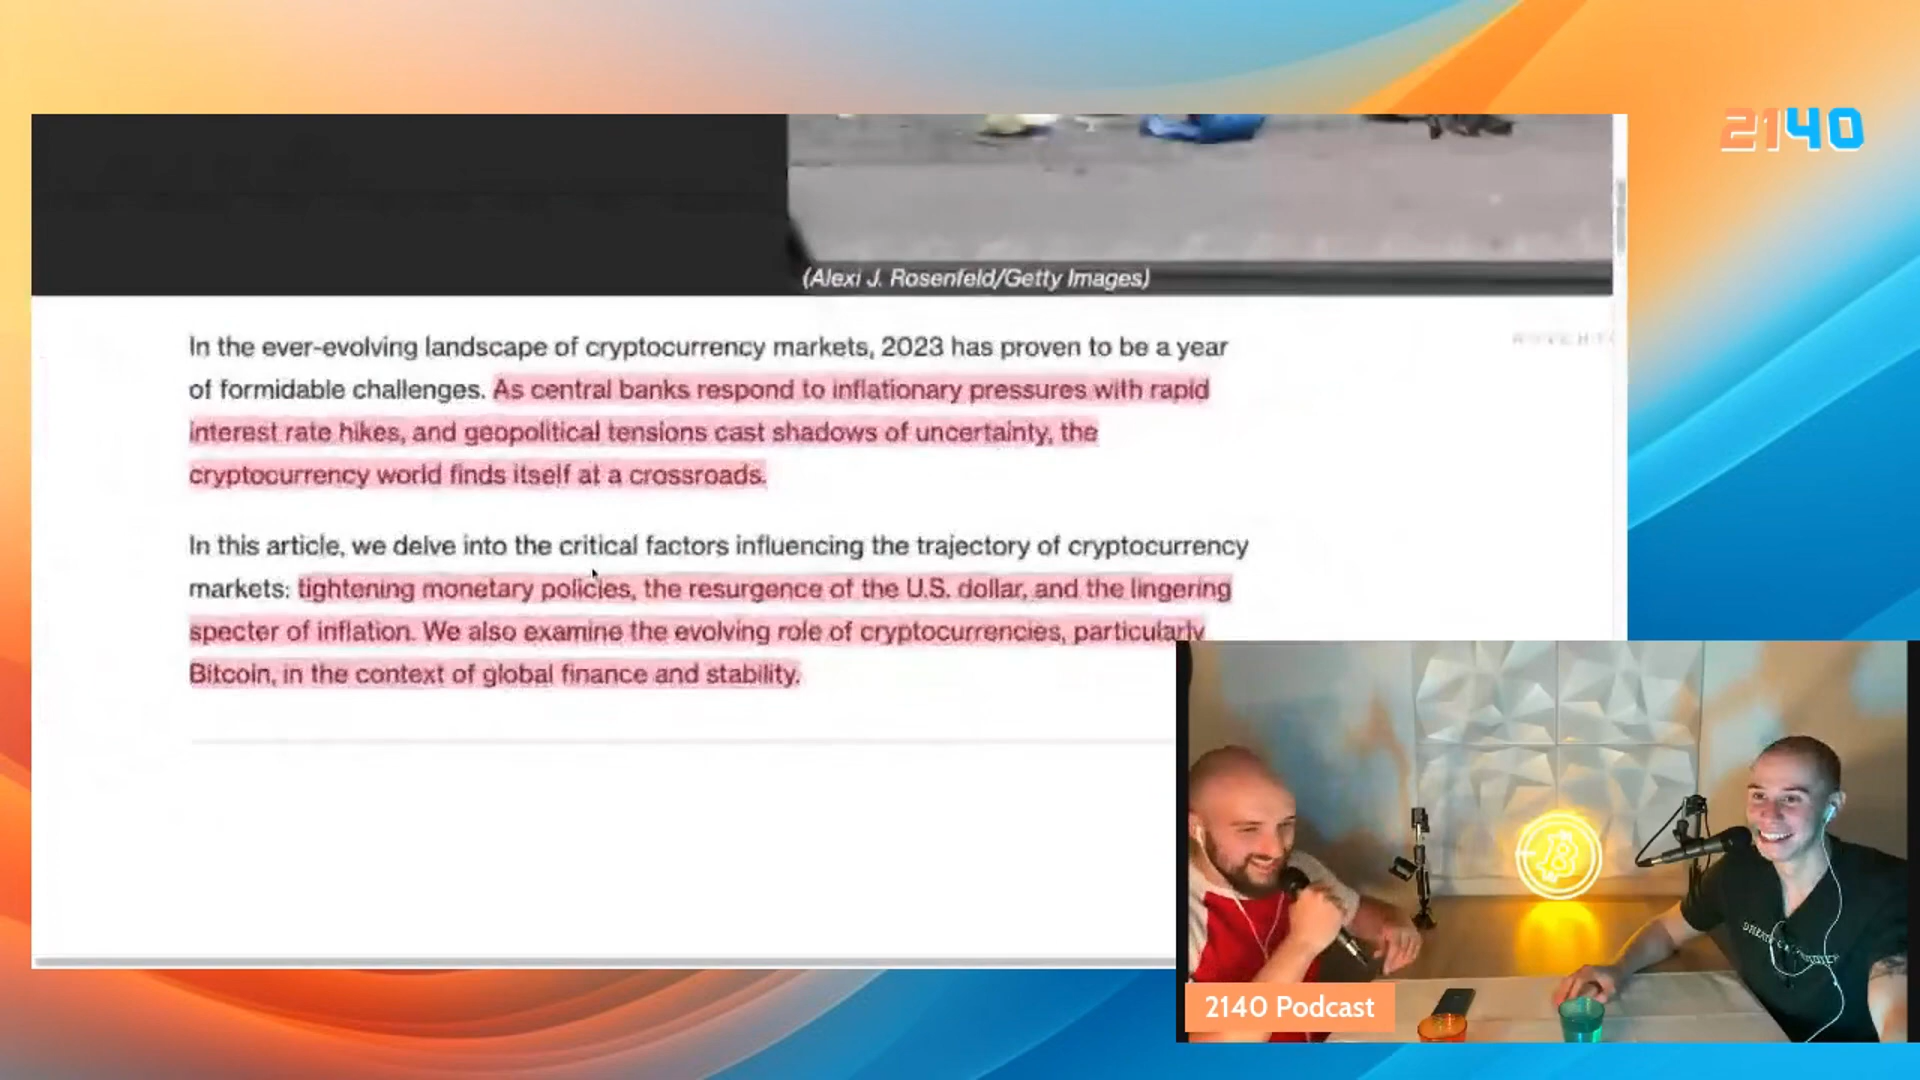 2140
(Alexi J. Rosenfeld/Getty Images)
In the ever-evolving landscape of cryptocurrency markets, 2023 has proven to be a year
of formidable challenges. As central banks respond to inflationary pressures with rapid
interest rate hikes, and geopolitical tensions cast shadows of uncertainty, the
cryptocurrency world finds itself at a crossroads.
In this article, we delve into the critical factors influencing the trajectory of cryptocurrency
markets: tightening monetary policies, the resurgence of the U.S. dollar, and the lingering
specter of inflation. We also examine the evolving role of cryptocurrencies, particularly
Bitcoin, in the context of global finance and stability.
2140 Podcast